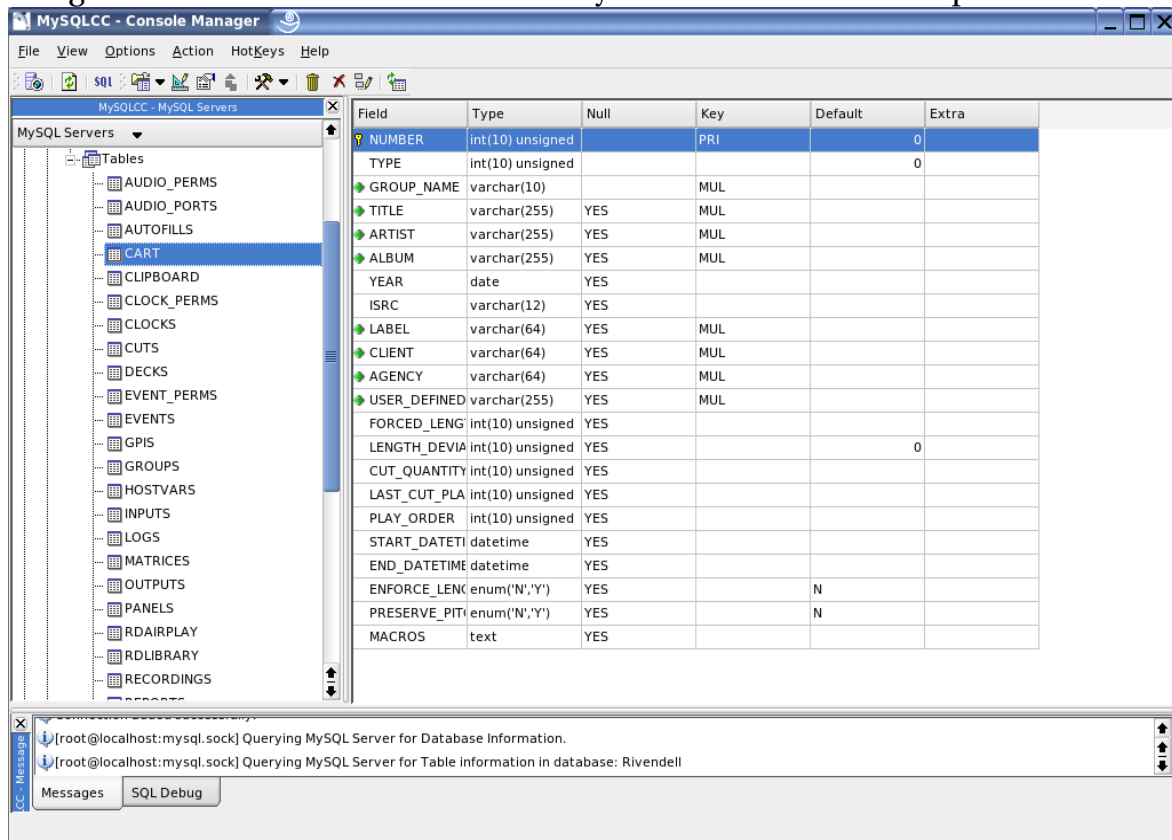 MySQLCC - Console Manager
File View Options Action HotKeys Help
SQL
MySQLCC - MySQL Servers
MySQL Servers
Tables
AUDIO_PERMS
AUDIO_PORTS
AUTOFILLS
CART
CLIPBOARD
CLOCK_PERMS
CLOCKS
CUTS
DECKS
EVENT_PERMS
EVENTS
GPIS
GROUPS
HOSTVARS
INPUTS
LOGS
MATRICES
OUTPUTS
PANELS
RDAIRPLAY
RDLIBRARY
RECORDINGS
Field Type Null Key Default Extra
NUMBER int(10) unsigned PRI 0
TYPE int(10) unsigned 0
GROUP_NAME varchar(10) MUL
TITLE varchar(255) YES MUL
ARTIST varchar(255) YES MUL
ALBUM varchar(255) YES MUL
YEAR date YES
ISRC varchar(12) YES
LABEL varchar(64) YES MUL
CLIENT varchar(64) YES MUL
AGENCY varchar(64) YES MUL
USER_DEFINED varchar(255) YES MUL
FORCED_LENG int(10) unsigned YES
LENGTH_DEVIA int(10) unsigned YES 0
CUT_QUANTITY int(10) unsigned YES
LAST_CUT_PLA int(10) unsigned YES
PLAY_ORDER int(10) unsigned YES
START_DATETI datetime YES
END_DATETIME datetime YES
ENFORCE_LENG enum('N','Y') YES N
PRESERVE_PIT enum('N','Y') YES N
MACROS text YES
[root@localhost:mysql.sock] Querying MySQL Server for Database Information.
[root@localhost:mysql.sock] Querying MySQL Server for Table information in database: Rivendell
CC - Message
Messages SQL Debug